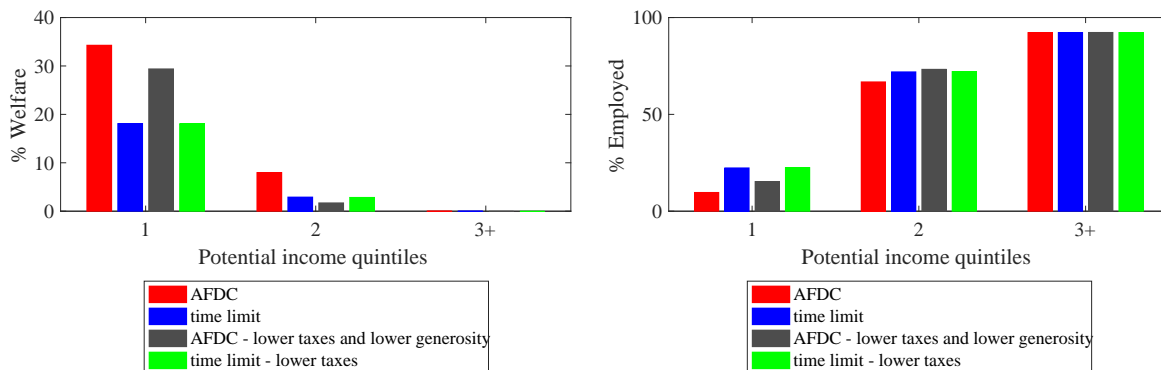 40
30
20
10
0
% Welfare
1
2
3+
Potential income quintiles
AFDC
time limit
AFDC - lower taxes and lower generosity
time limit - lower taxes
100
50
0
% Employed
1
2
3+
Potential income quintiles
AFDC
time limit
AFDC - lower taxes and lower generosity
time limit - lower taxes